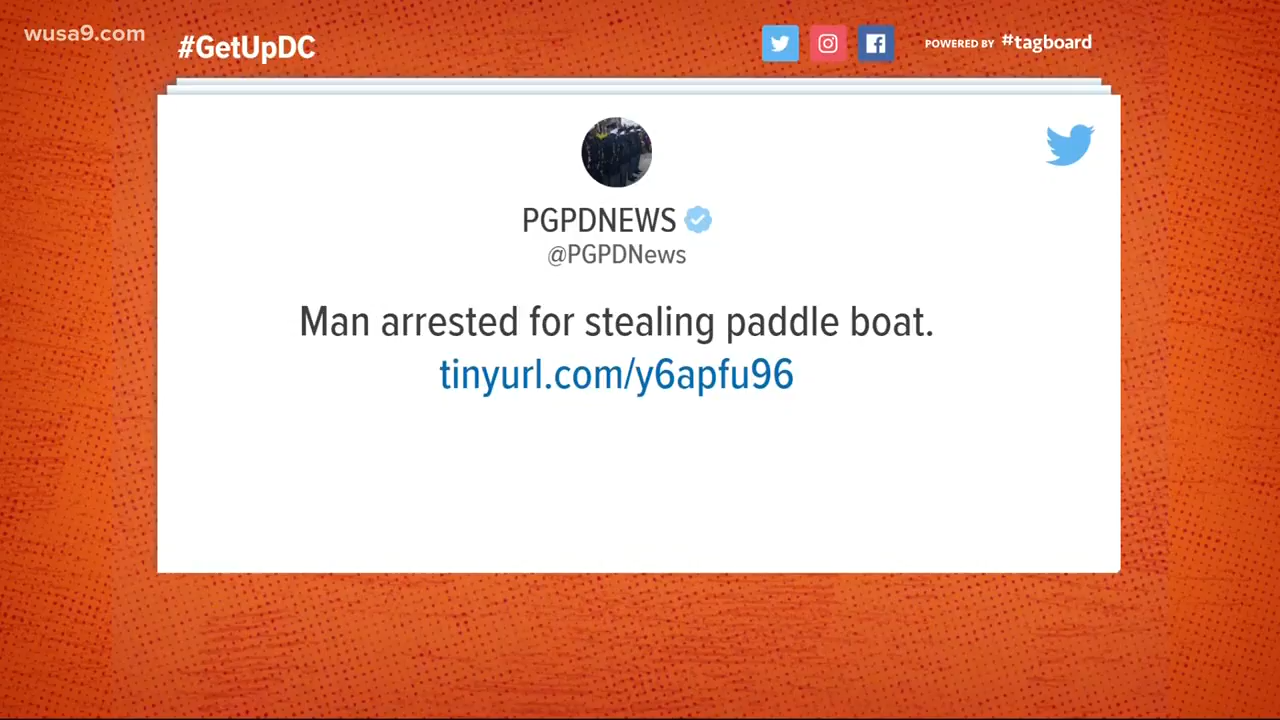 wusa9.com
#GetUpDC
POWERED BY #tagboard
PGPDNEWS
@PGPDNews
Man arrested for stealing paddle boat.
tinyurl.com/y6apfu96